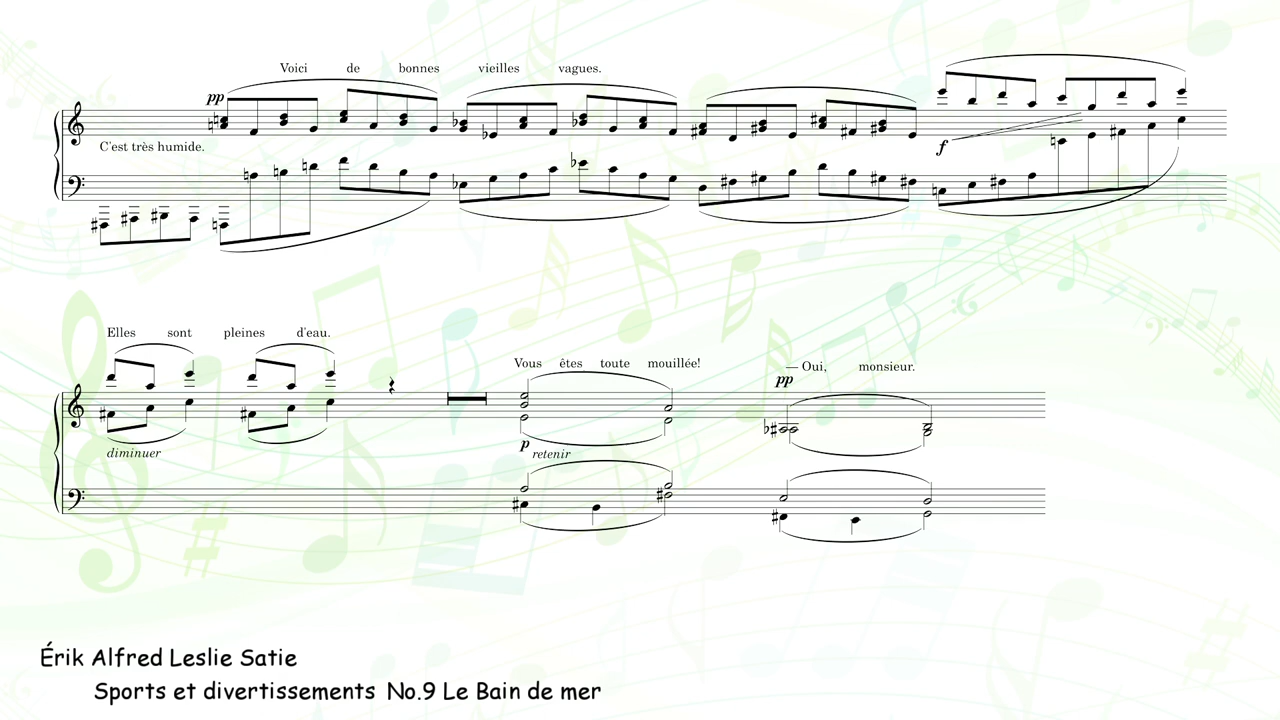 Voici de bonnes vieilles vagues.
pp
C'est très humide.
f
Elles sont pleines d'eau.
Vous êtes toute mouillée!
— Oui, monsieur.
pp
diminuer
p
retenir
Érik Alfred Leslie Satie
Sports et divertissements No.9 Le Bain de mer